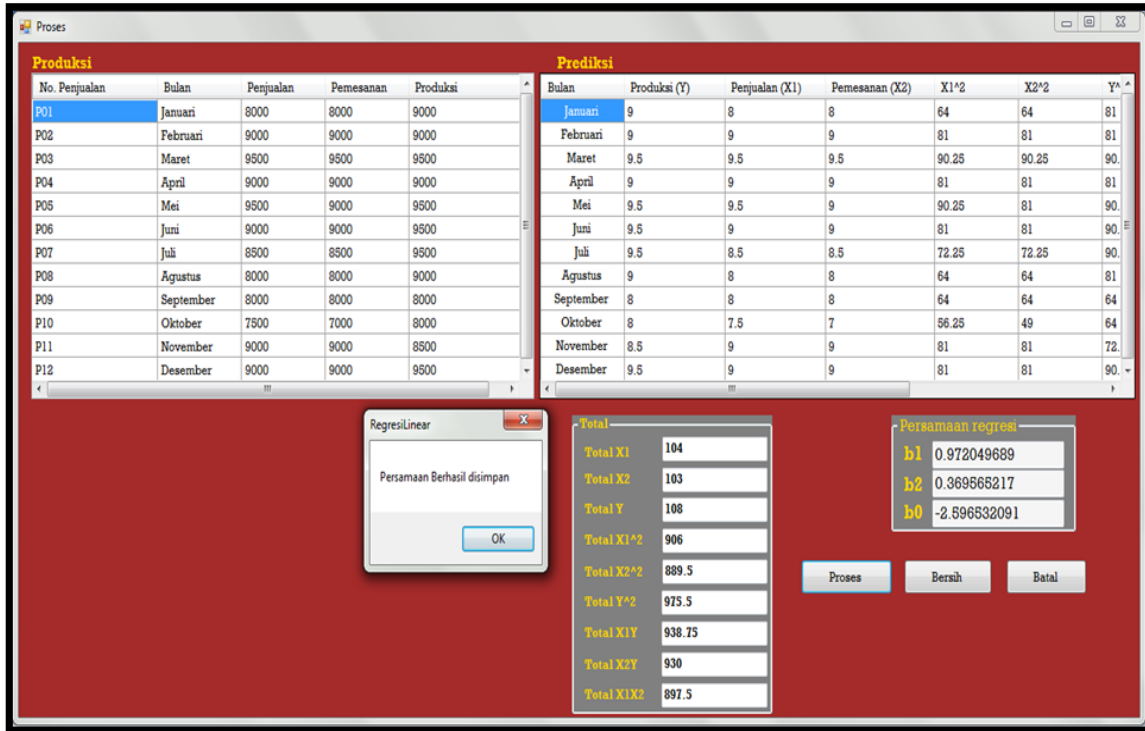 Proses
Produksi
No. Penjualan Bulan Penjualan Pemesanan Produksi
P01 Januari 8000 8000 9000
P02 Februari 9000 9000 9000
P03 Maret 9500 9500 9500
P04 April 9000 9000 9000
P05 Mei 9500 9000 9500
P06 Juni 9000 9000 9500
P07 Juli 8500 8500 9500
P08 Agustus 8000 8000 9000
P09 September 8000 8000 8000
P10 Oktober 7500 7000 8000
P11 November 9000 9000 8500
P12 Desember 9000 9000 9500
Prediksi
Bulan Produksi (Y) Penjualan (X1) Pemesanan (X2) X1^2 X2^2 Y^
Januari 9 8 8 64 64 81
Februari 9 9 9 81 81 81
Maret 9.5 9.5 9.5 90.25 90.25 90.
April 9 9 9 81 81 81
Mei 9.5 9.5 9 90.25 81 90.
Juni 9.5 9 9 81 81 90.
Juli 9.5 8.5 8.5 72.25 72.25 90.
Agustus 9 8 8 64 64 81
September 8 8 8 64 64 64
Oktober 8 7.5 7 56.25 49 64
November 8.5 9 9 81 81 72.
Desember 9.5 9 9 81 81 90.
RegresiLinear
Persamaan Berhasil disimpan
OK
Total
Total X1 104
Total X2 103
Total Y 108
Total X1^2 906
Total X2^2 889.5
Total Y^2 975.5
Total X1Y 938.75
Total X2Y 930
Total X1X2 897.5
Persamaan regresi
b1 0.972049689
b2 0.369565217
b0 -2.596532091
Proses Bersih Batal